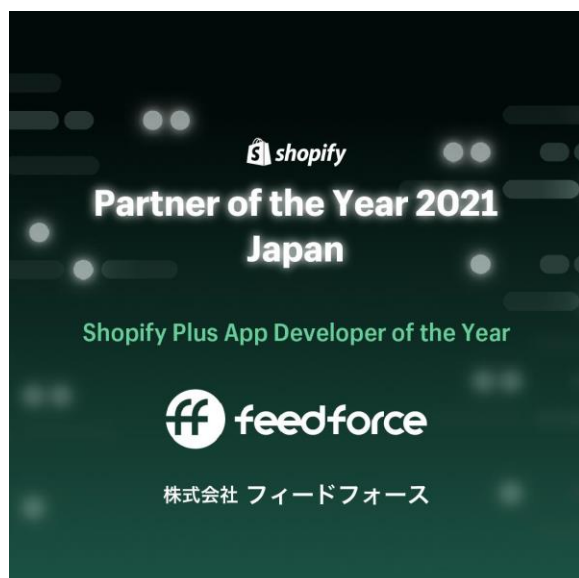 shopify
Partner of the Year 2021
Japan
Shopify Plus App Developer of the Year
ff feedforce
株式会社 フィードフォース